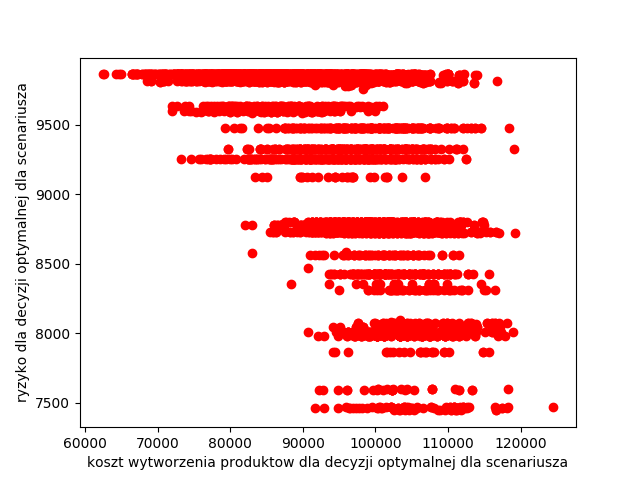 ryzyko dla decyzji optymalnej dla scenariusza
9500
9000
8500
8000
7500
60000 70000 80000 90000 100000 110000 120000
koszt wytworzenia produktow dla decyzji optymalnej dla scenariusza